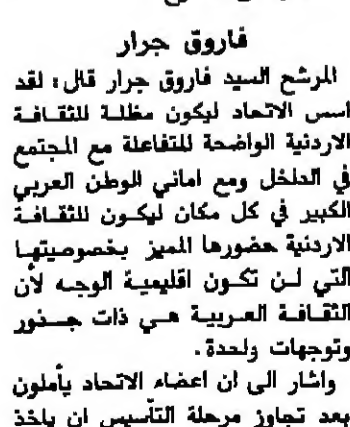 فاروق جرار
المرشح السيد فاروق جرار قال: لقد
اسس الاتحاد ليكون مظلة للثقافة
الاردنية الواضحة المتفاعلة مع المجتمع
في الداخل ومع اماني الوطن العربي
الكبير في كل مكان ليكون للثقافة
الاردنية حضورها المميز بخصوصيتها
التي لن تكون اقليمية الوجه لأن
الثقافة العربية هي ذات جذور
وتوجهات واحدة.
واشار الى ان اعضاء الاتحاد يأملون
بعد تجاوز مرحلة التأسيس ان ياخذ